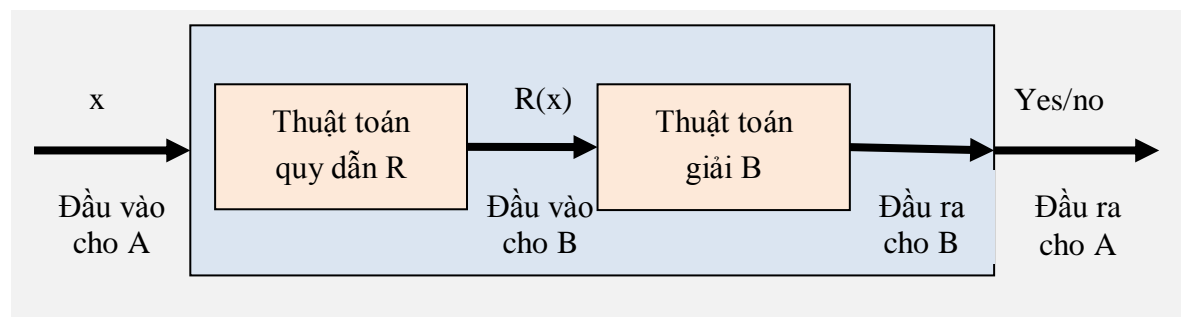 x
Đầu vào
cho A
Thuật toán
quy dẫn R
R(x)
Đầu vào
cho B
Thuật toán
giải B
Đầu ra
cho B
Yes/no
Đầu ra
cho A